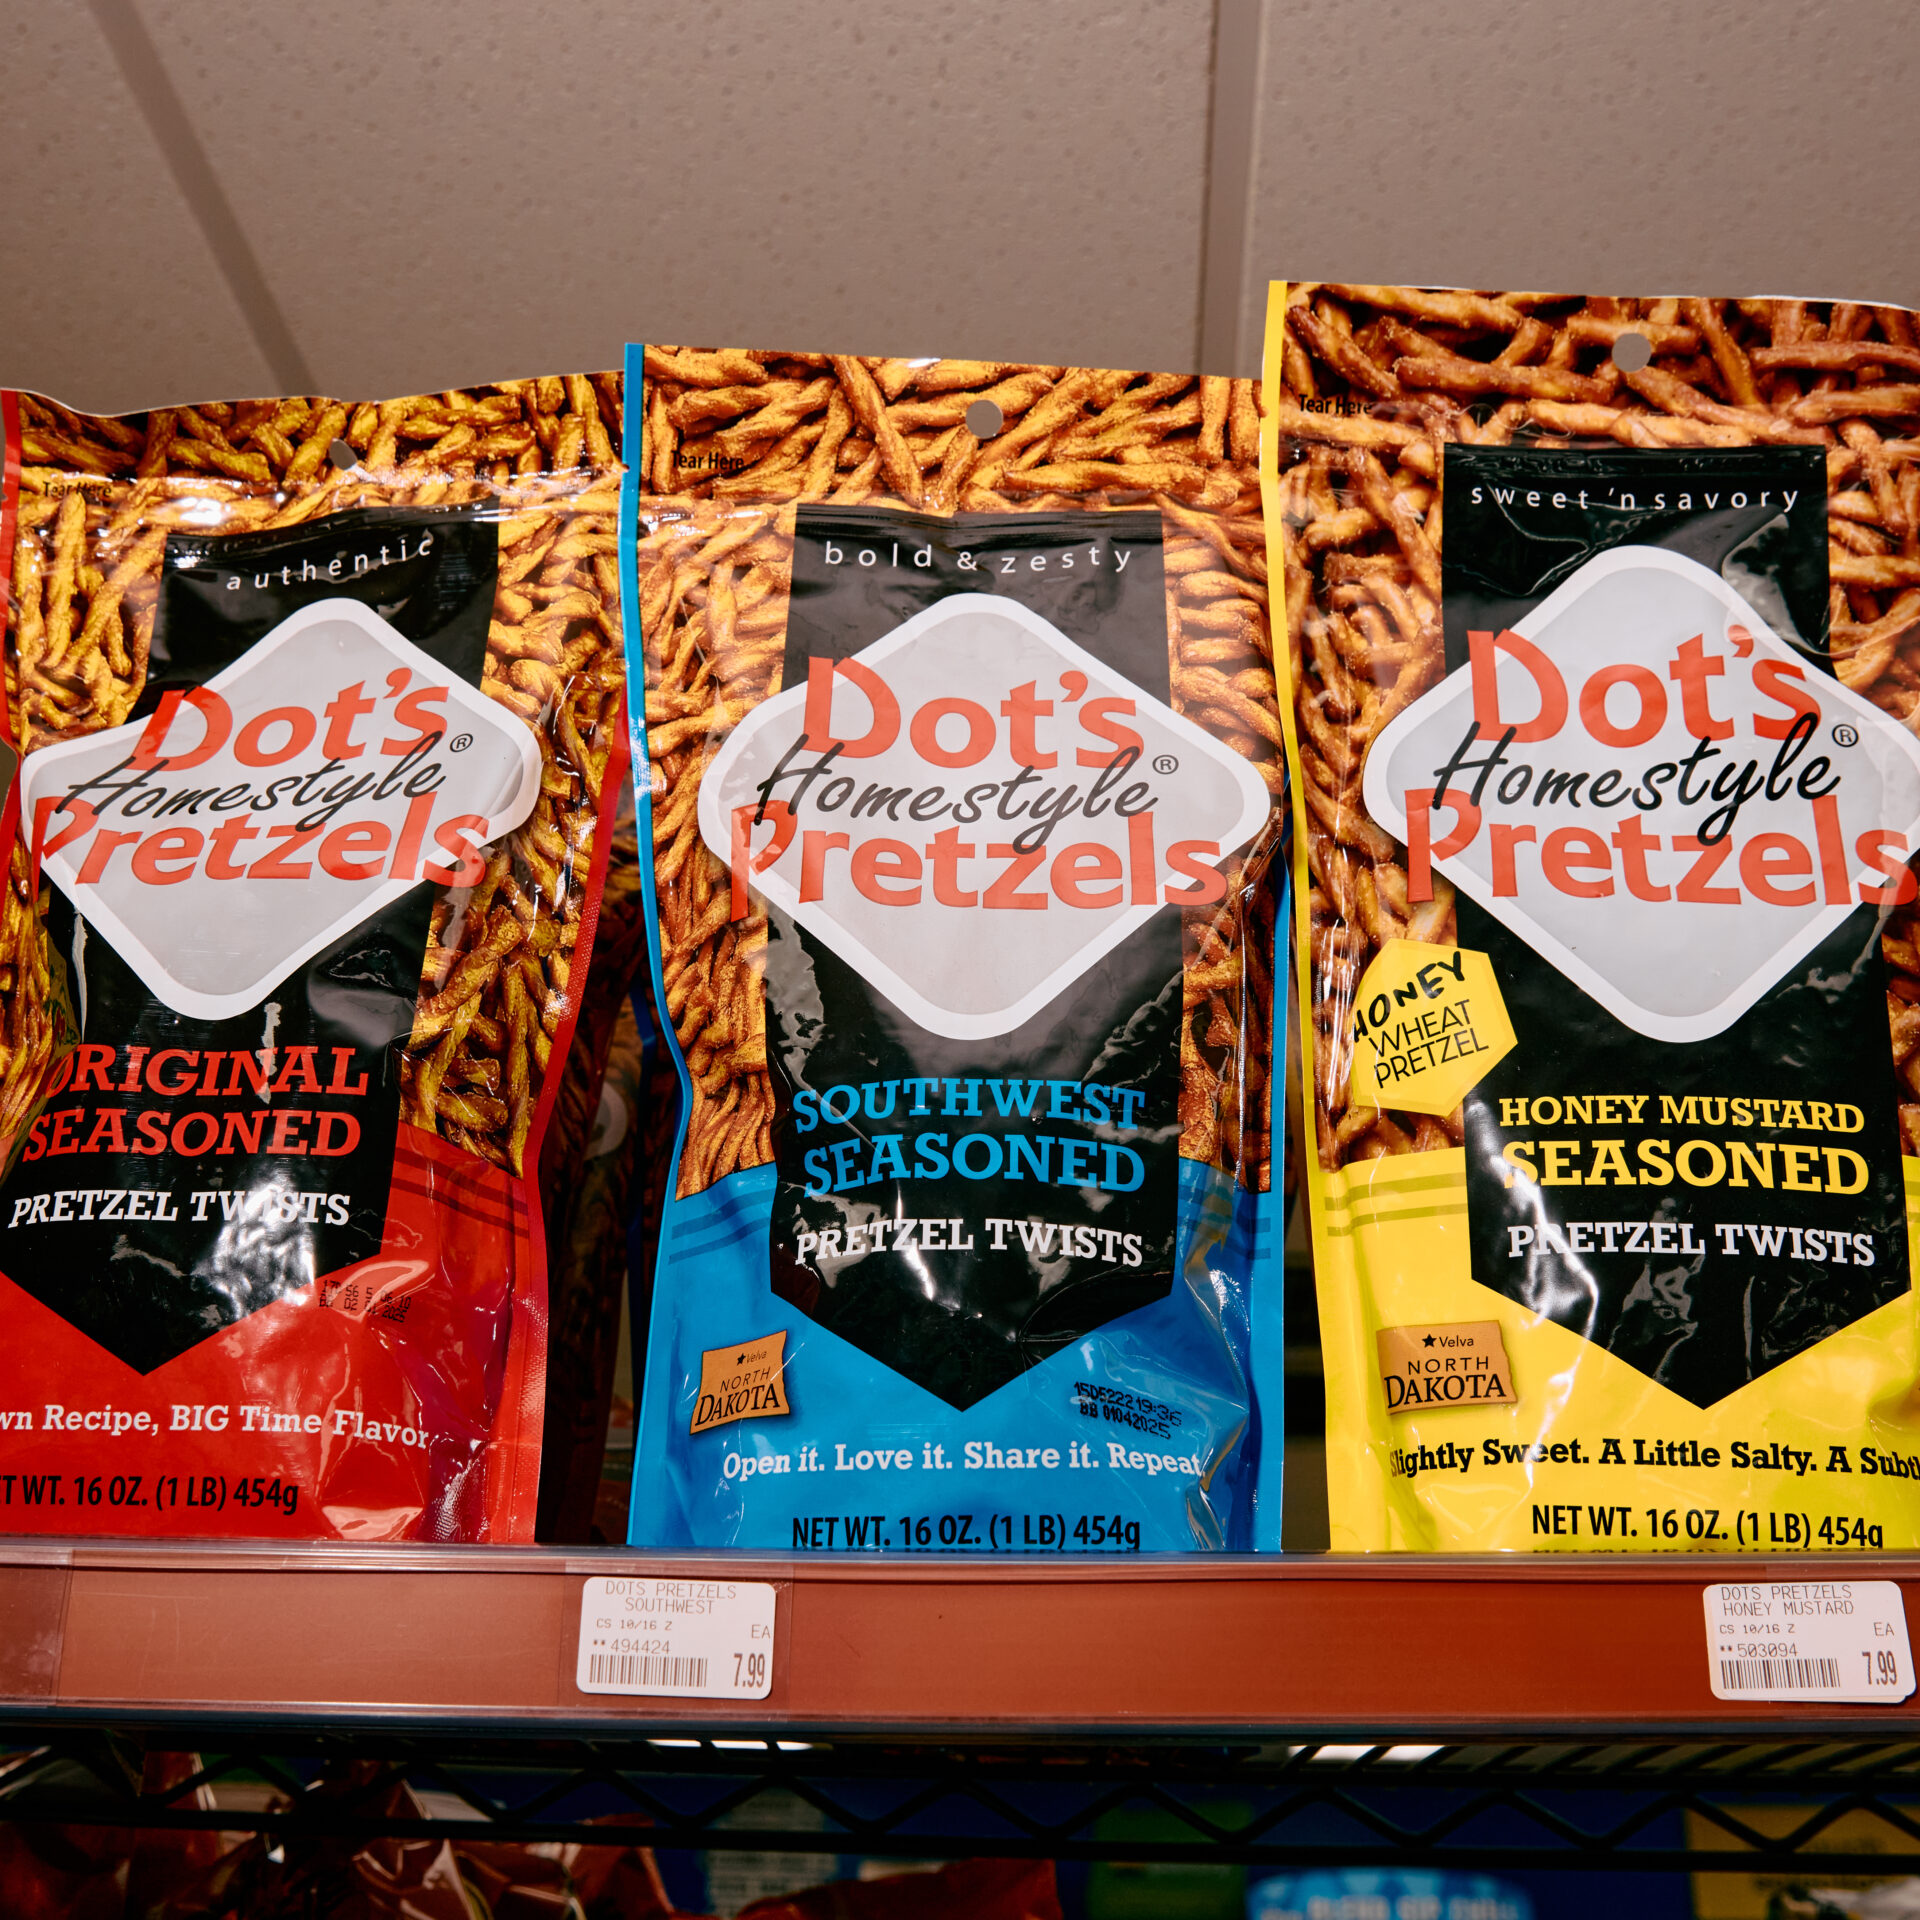 Tear Here
authentic
Dot's
Homestyle®
Pretzels
ORIGINAL
SEASONED
PRETZEL TWISTS
Recipe, BIG Time Flavor
WT. 16 OZ. (1 LB) 454g
Tear Here
bold & zesty
Dot's
Homestyle®
Pretzels
SOUTHWEST
SEASONED
PRETZEL TWISTS
Velva
NORTH
DAKOTA
BB 01042025
Open it. Love it. Share it. Repeat.
NET WT. 16 OZ. (1 LB) 454g
Tear Here
sweet 'n savory
Dot's
Homestyle®
Pretzels
HONEY
WHEAT
PRETZEL
HONEY MUSTARD
SEASONED
PRETZEL TWISTS
Velva
NORTH
DAKOTA
Slightly Sweet. A Little Salty. A
NET WT. 16 OZ. (1 LB) 454g
DOTS PRETZELS
SOUTHWEST
CS 10/16 Z
EA
**494424
7.99
DOTS PRETZELS
HONEY MUSTARD
CS 10/16 Z
EA
**503094
7.99